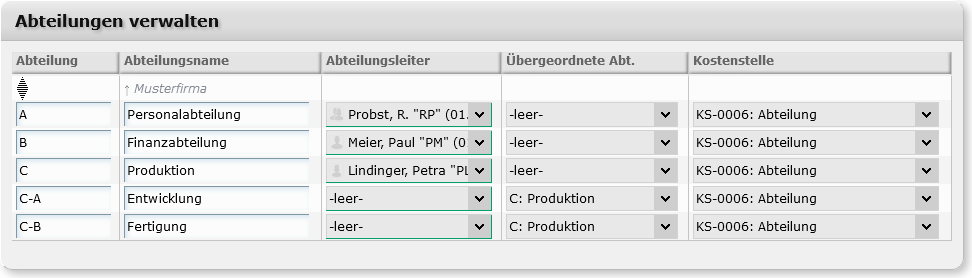 Abteilungen verwalten
Abteilung Abteilungsname Abteilungsleiter Übergeordnete Abt. Kostenstelle
↑ Musterfirma
A Personalabteilung Probst, R. "RP" (01. -leer- KS-0006: Abteilung
B Finanzabteilung Meier, Paul "PM" (0 -leer- KS-0006: Abteilung
C Produktion Lindinger, Petra "PL -leer- KS-0006: Abteilung
C-A Entwicklung -leer- C: Produktion KS-0006: Abteilung
C-B Fertigung -leer- C: Produktion KS-0006: Abteilung